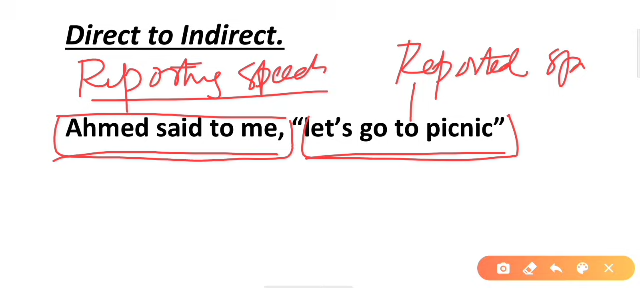 Direct to Indirect.
Reporting speech Reported sp
Ahmed said to me, “let’s go to picnic”